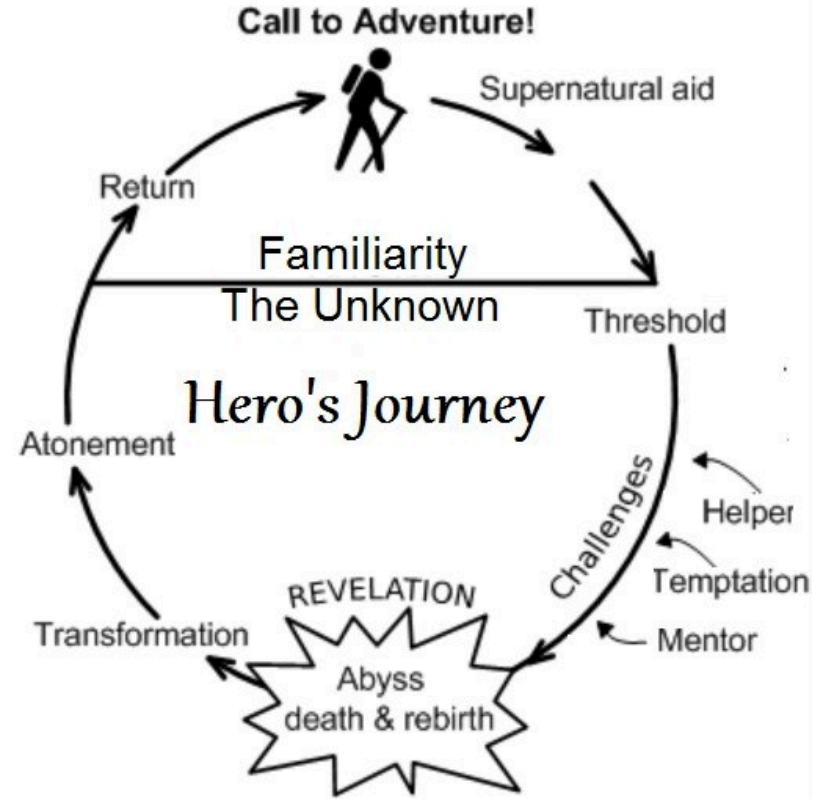 Call to Adventure!
Supernatural aid
Return
Familiarity
The Unknown
Threshold
Hero's Journey
Atonement
Challenges
Helper
Temptation
Mentor
REVELATION
Transformation
Abyss
death & rebirth